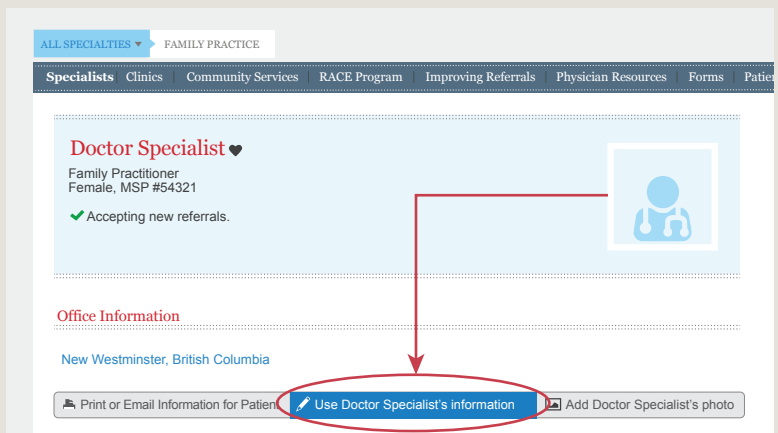 ALL SPECIALTIES FAMILY PRACTICE
Specialists Clinics Community Services RACE Program Improving Referrals Physician Resources Forms Patien
Doctor Specialist
Family Practitioner
Female, MSP #54321
Accepting new referrals.
Office Information
New Westminster, British Columbia
Print or Email Information for Patient Use Doctor Specialist's information Add Doctor Specialist's photo